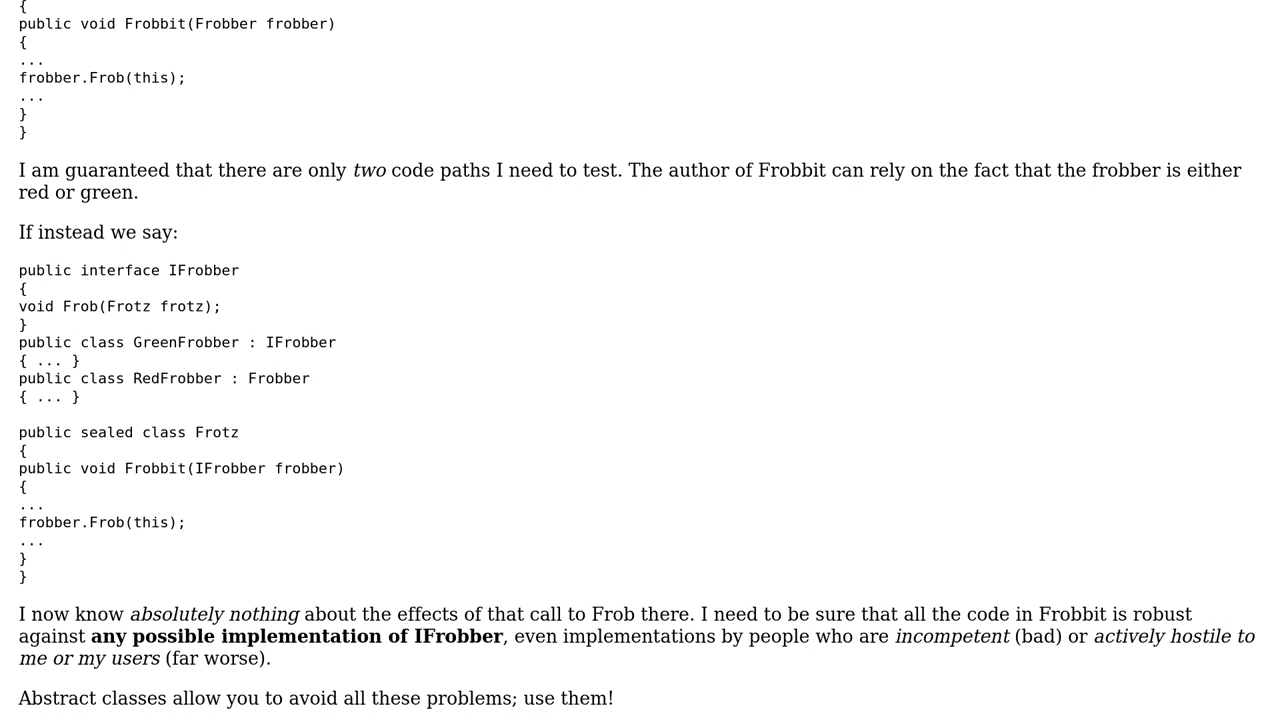 {
public void Frobbit(Frobber frobber)
{
...
frobber.Frob(this);
...
}
}
I am guaranteed that there are only two code paths I need to test. The author of Frobbit can rely on the fact that the frobber is either
red or green.
If instead we say:
public interface IFrobber
{
void Frob(Frotz frotz);
}
public class GreenFrobber : IFrobber
{ ... }
public class RedFrobber : Frobber
{ ... }
public sealed class Frotz
{
public void Frobbit(IFrobber frobber)
{
...
frobber.Frob(this);
...
}
}
I now know absolutely nothing about the effects of that call to Frob there. I need to be sure that all the code in Frobbit is robust
against any possible implementation of IFrobber, even implementations by people who are incompetent (bad) or actively hostile to
me or my users (far worse).
Abstract classes allow you to avoid all these problems; use them!